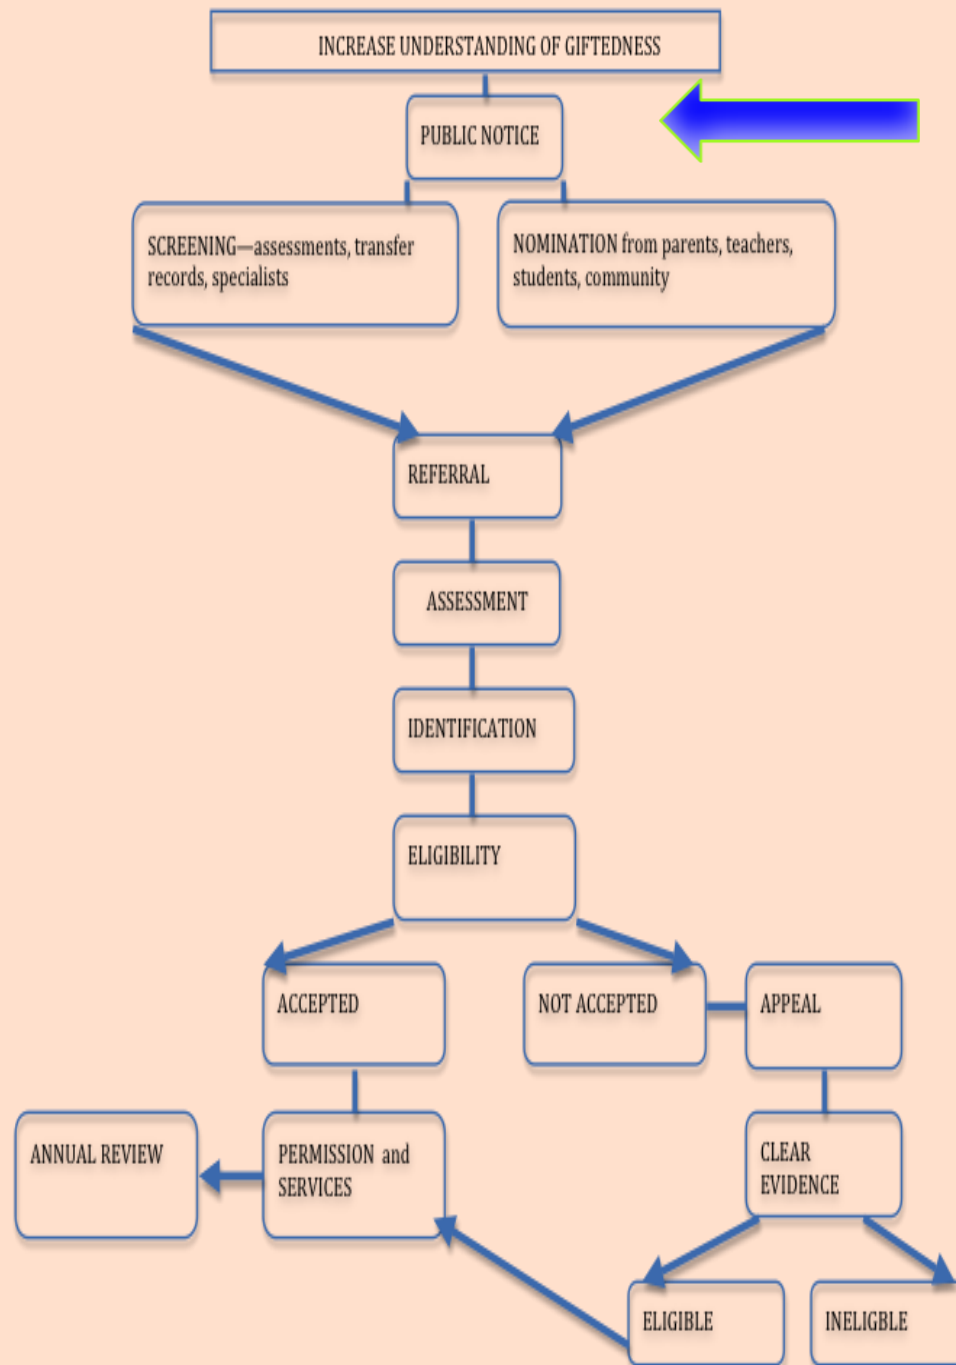 INCREASE UNDERSTANDING OF GIFTEDNESS
PUBLIC NOTICE
SCREENING—assessments, transfer
records, specialists
NOMINATION from parents, teachers,
students, community
REFERRAL
ASSESSMENT
IDENTIFICATION
ELIGIBILITY
ACCEPTED
NOT ACCEPTED
APPEAL
ANNUAL REVIEW
PERMISSION and
SERVICES
CLEAR
EVIDENCE
ELIGIBLE
INELIGBLE